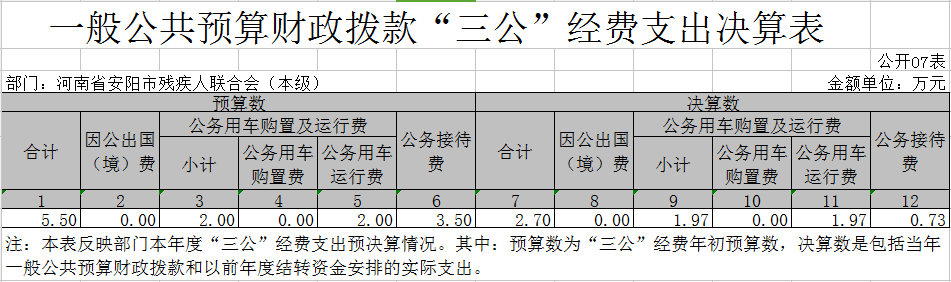 一般公共预算财政拨款“三公”经费支出决算表
公开07表
部门：河南省安阳市残疾人联合会（本级） 金额单位：万元
预算数 决算数
合计 因公出国（境）费 公务用车购置及运行费 公务接待费 合计 因公出国（境）费 公务用车购置及运行费 公务接待费
小计 公务用车购置费 公务用车运行费 小计 公务用车购置费 公务用车运行费
1 2 3 4 5 6 7 8 9 10 11 12
5.50 0.00 2.00 0.00 2.00 3.50 2.70 0.00 1.97 0.00 1.97 0.73
注：本表反映部门本年度“三公”经费支出预决算情况。其中：预算数为“三公”经费年初预算数，决算数是包括当年
一般公共预算财政拨款和以前年度结转资金安排的实际支出。